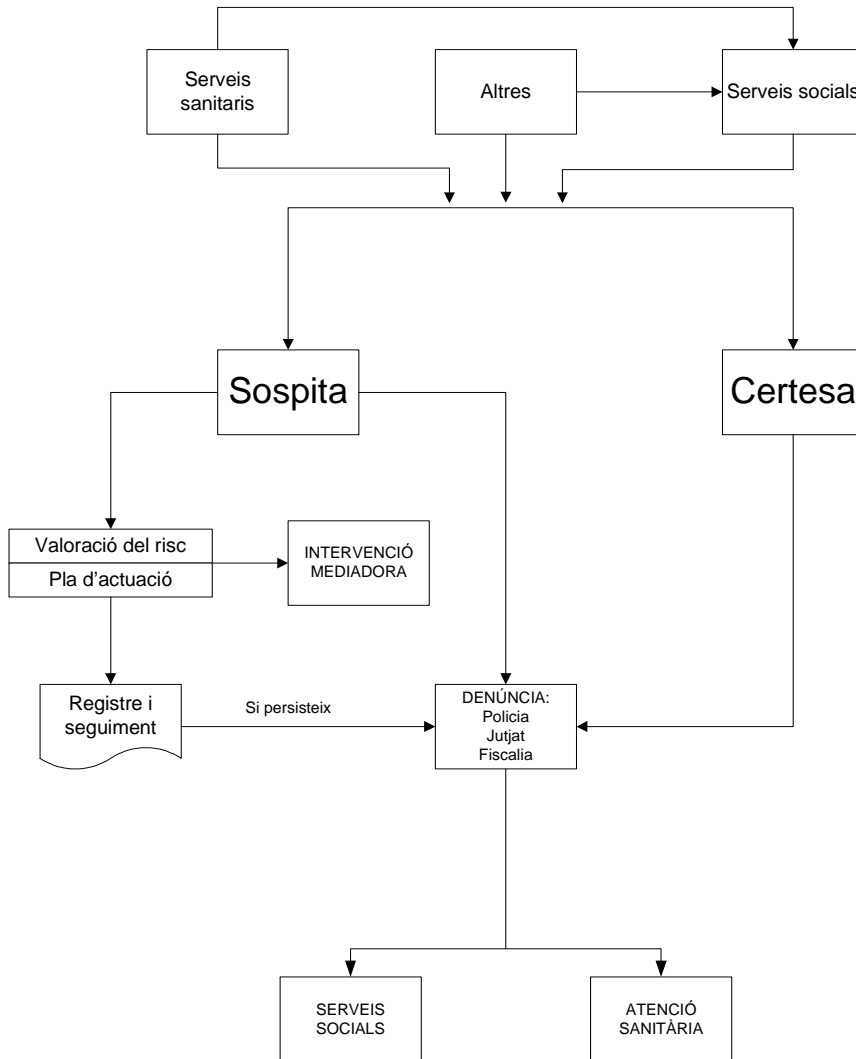 Serveis
sanitaris
Altres
Serveis socials
Sospita
Certesa
Valoració del risc
Pla d'actuació
INTERVENCIÓ
MEDIADORA
Registre i
seguiment
Si persisteix
DENÚNCIA:
Policia
Jutjat
Fiscalia
SERVEIS
SOCIALS
ATENCIÓ
SANITÀRIA